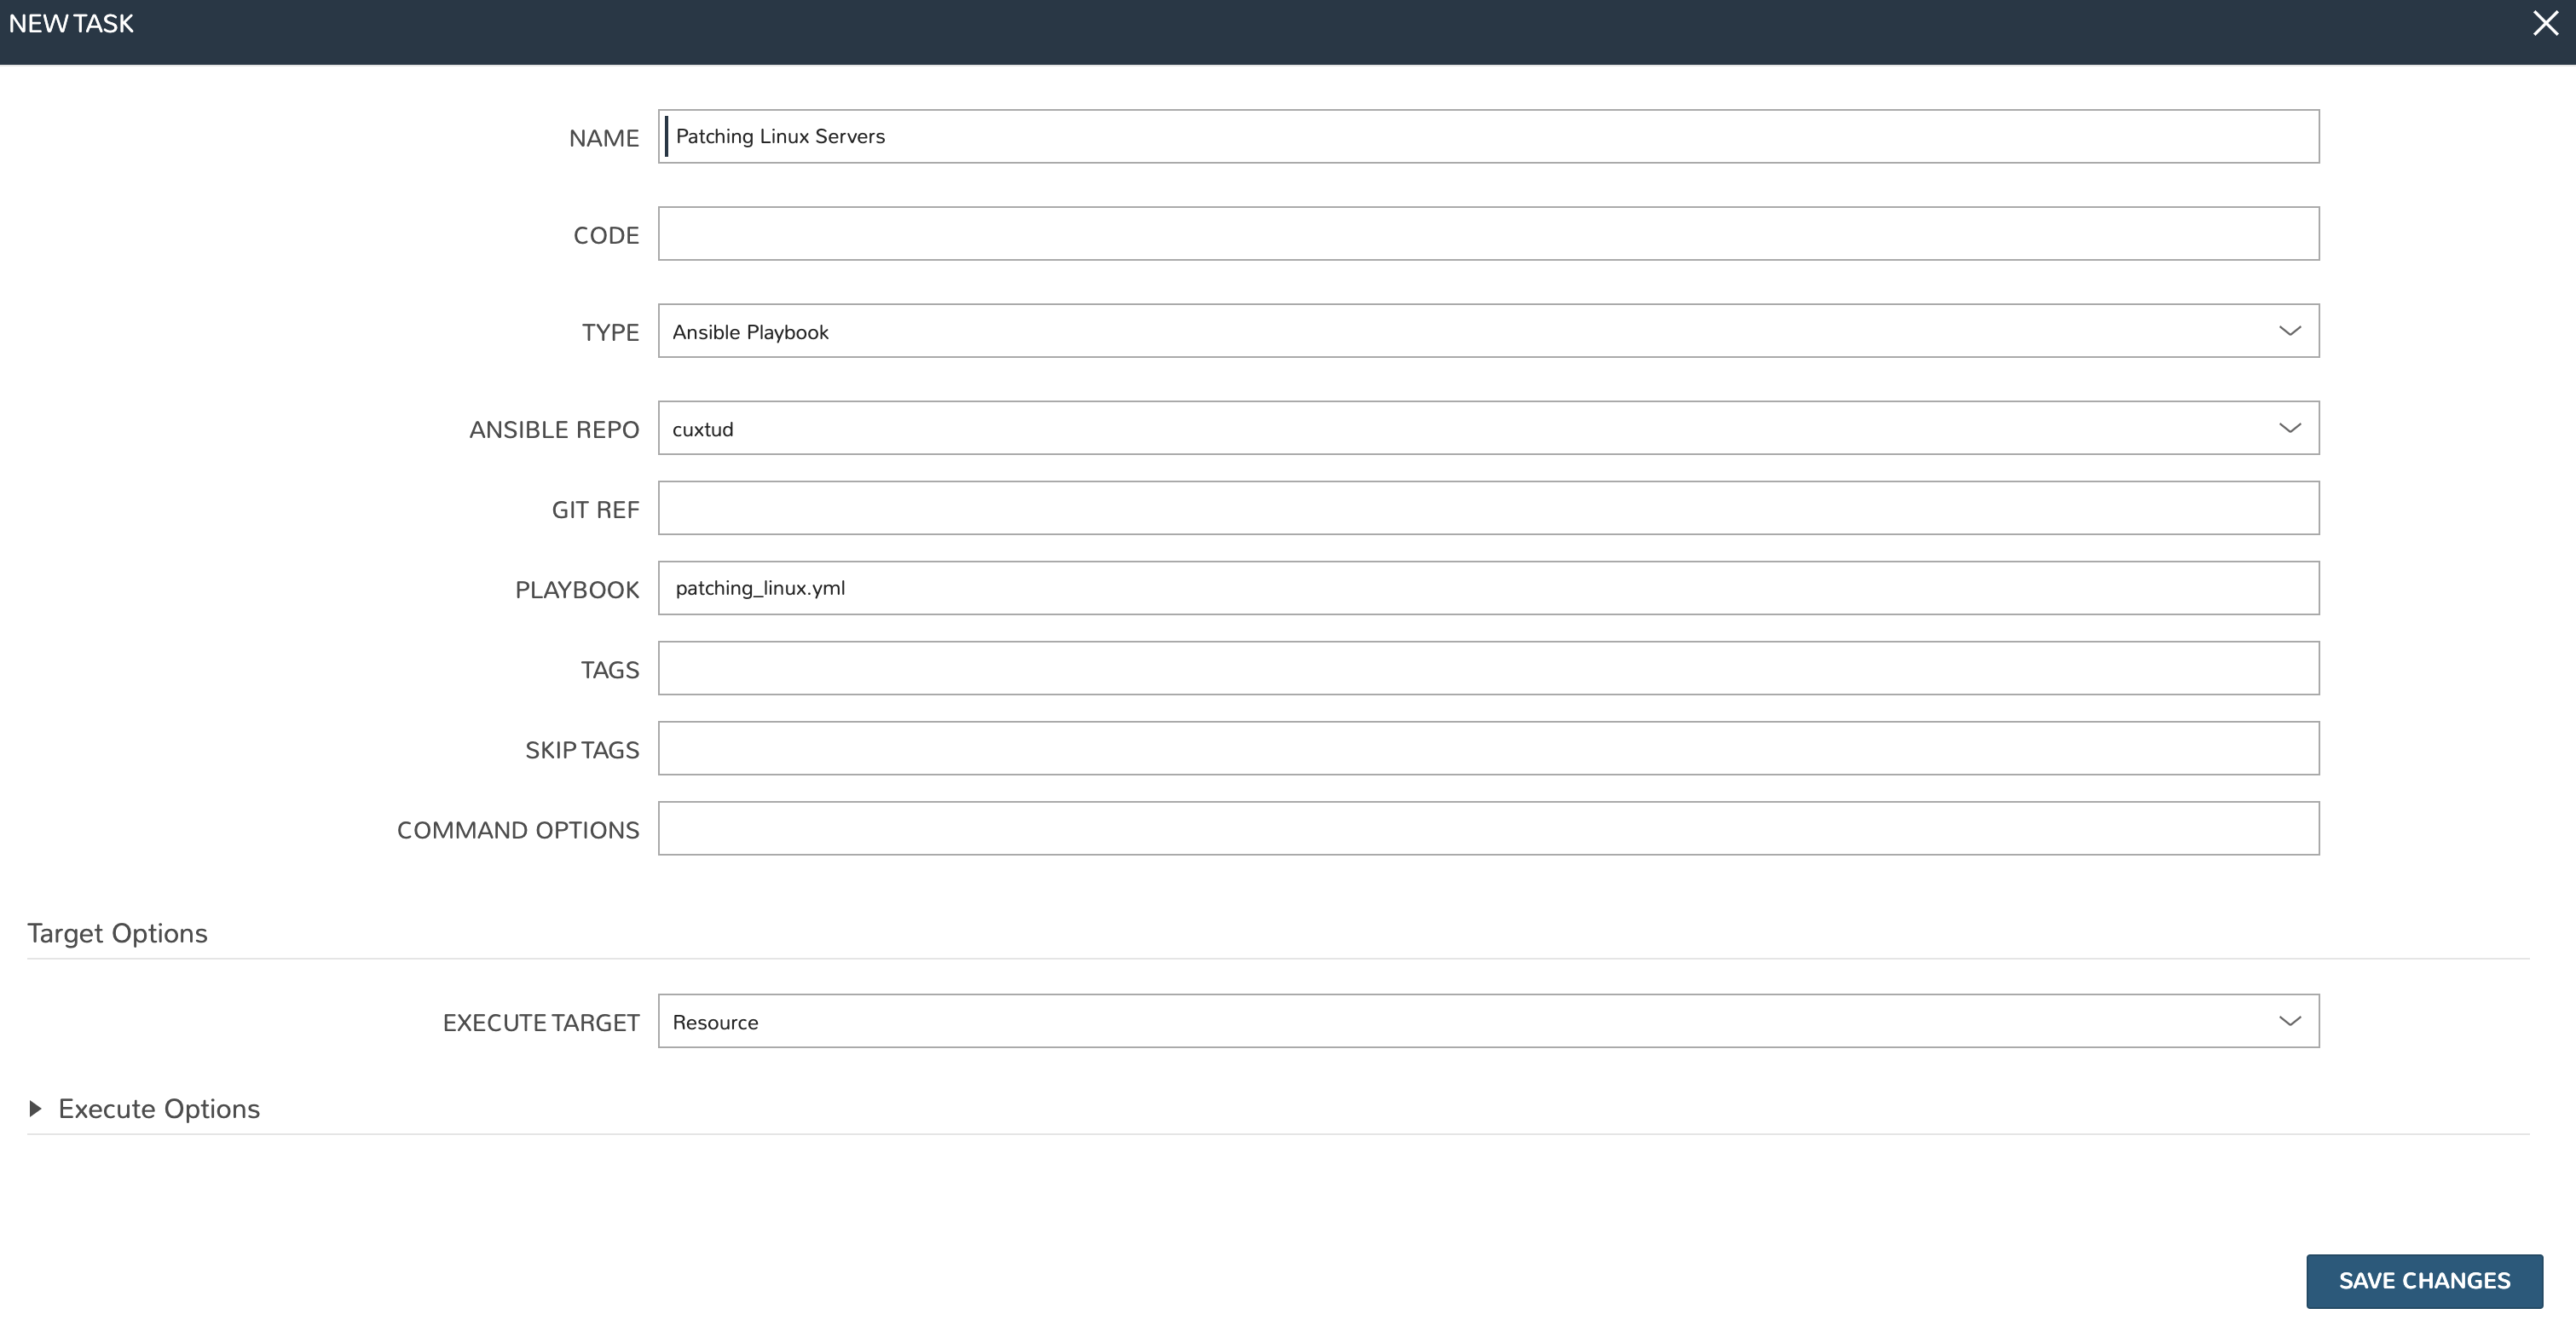 NEW TASK
NAME Patching Linux Servers
CODE
TYPE Ansible Playbook
ANSIBLE REPO cuxtud
GIT REF
PLAYBOOK patching_linux.yml
TAGS
SKIP TAGS
COMMAND OPTIONS
Target Options
EXECUTE TARGET Resource
Execute Options
SAVE CHANGES